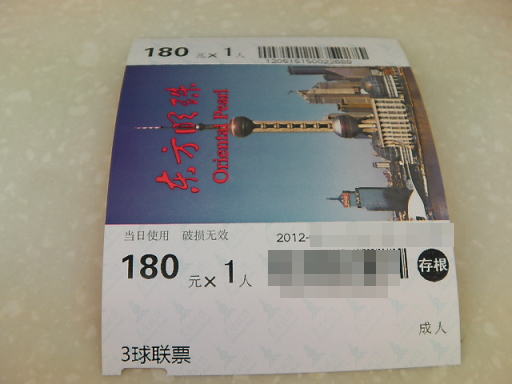 180 元×1人
东方明珠
Oriental Pearl
当日使用 破损无效
2012-
180 元×1人
存根
成人
3球联票